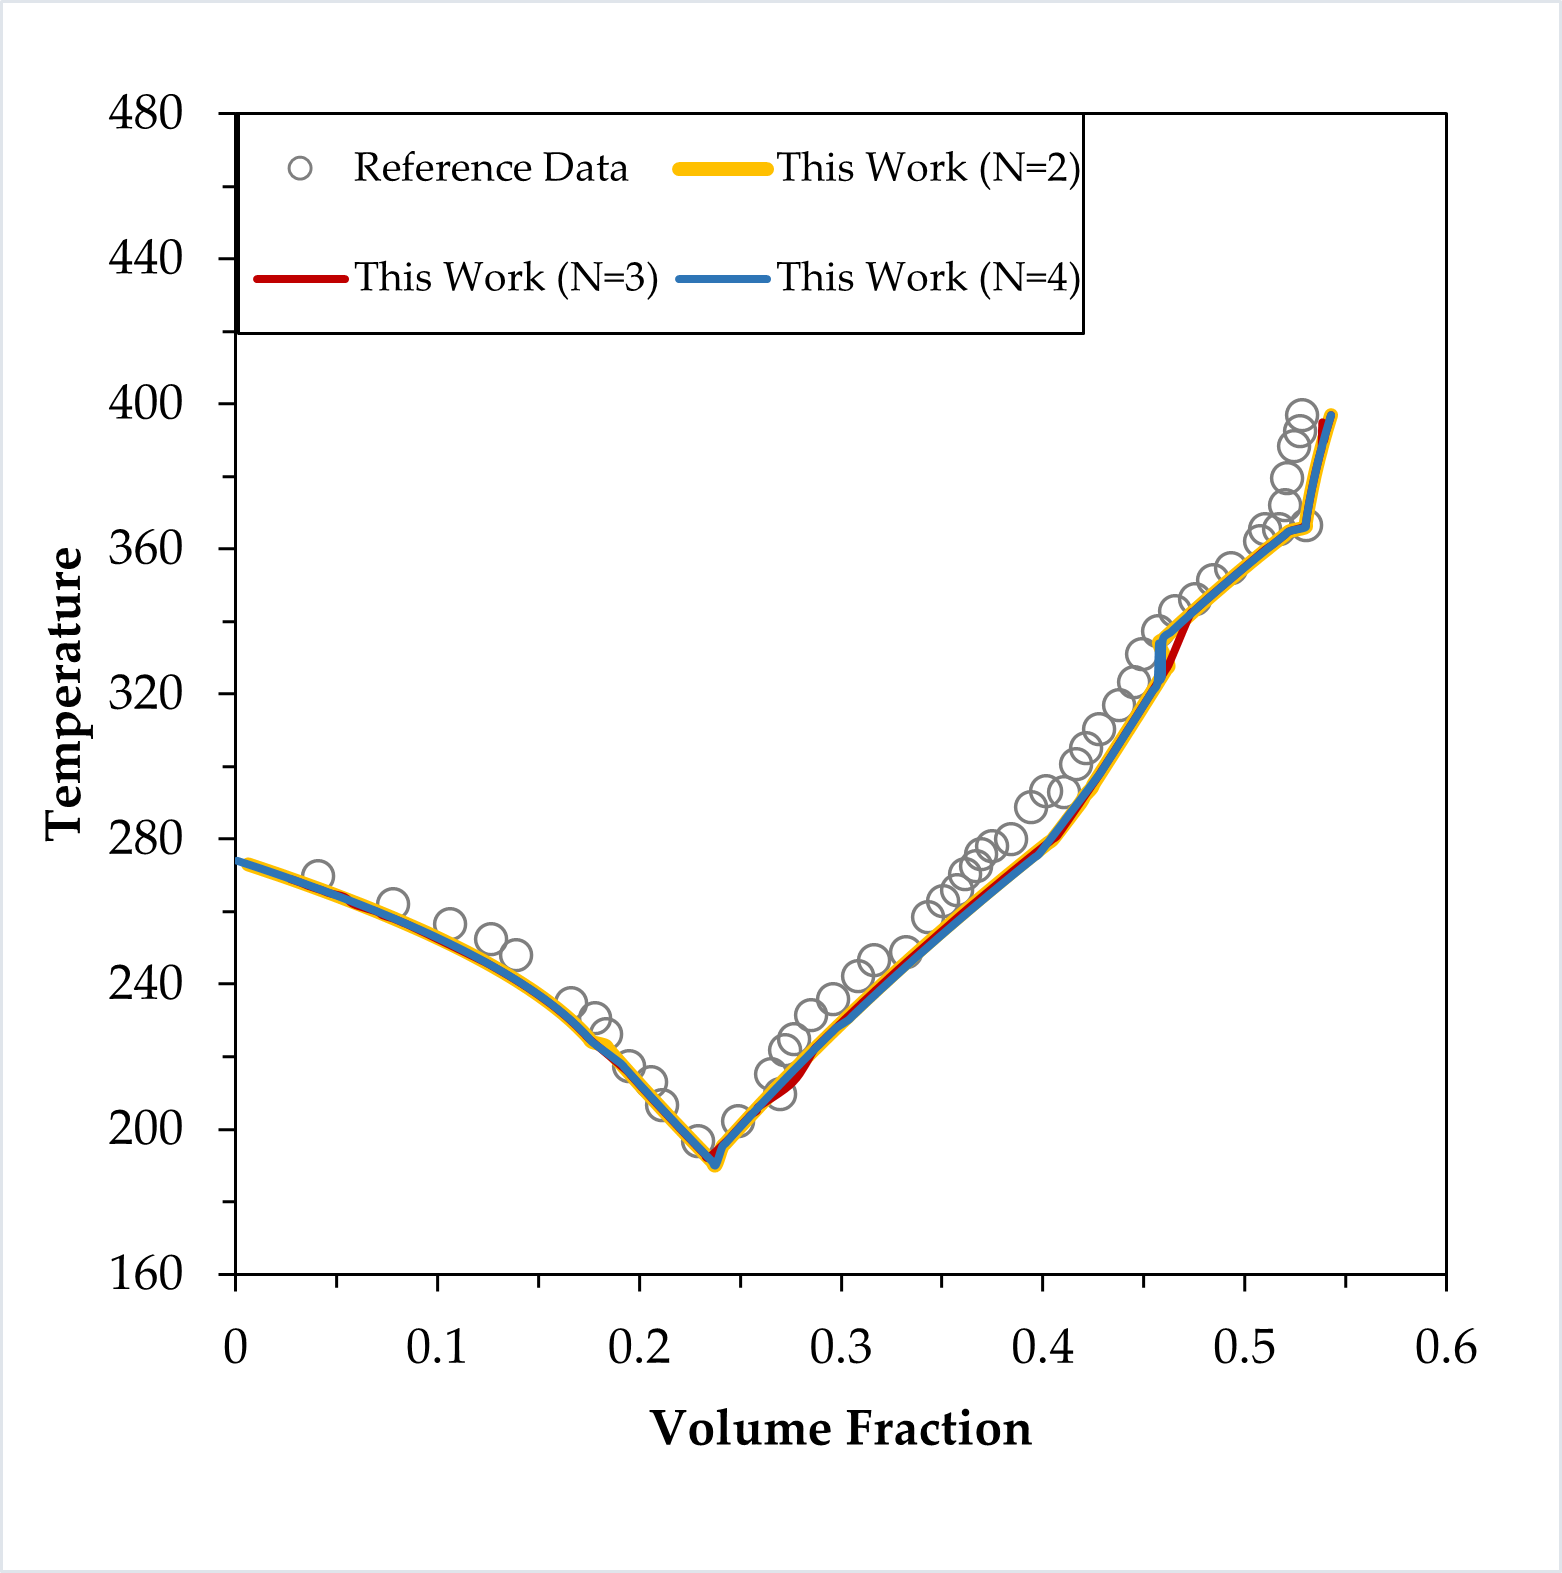 480
440
400
360
320
280
240
200
160
Reference Data
This Work (N=2)
This Work (N=3)
This Work (N=4)
Temperature
0 0.1 0.2 0.3 0.4 0.5 0.6
Volume Fraction